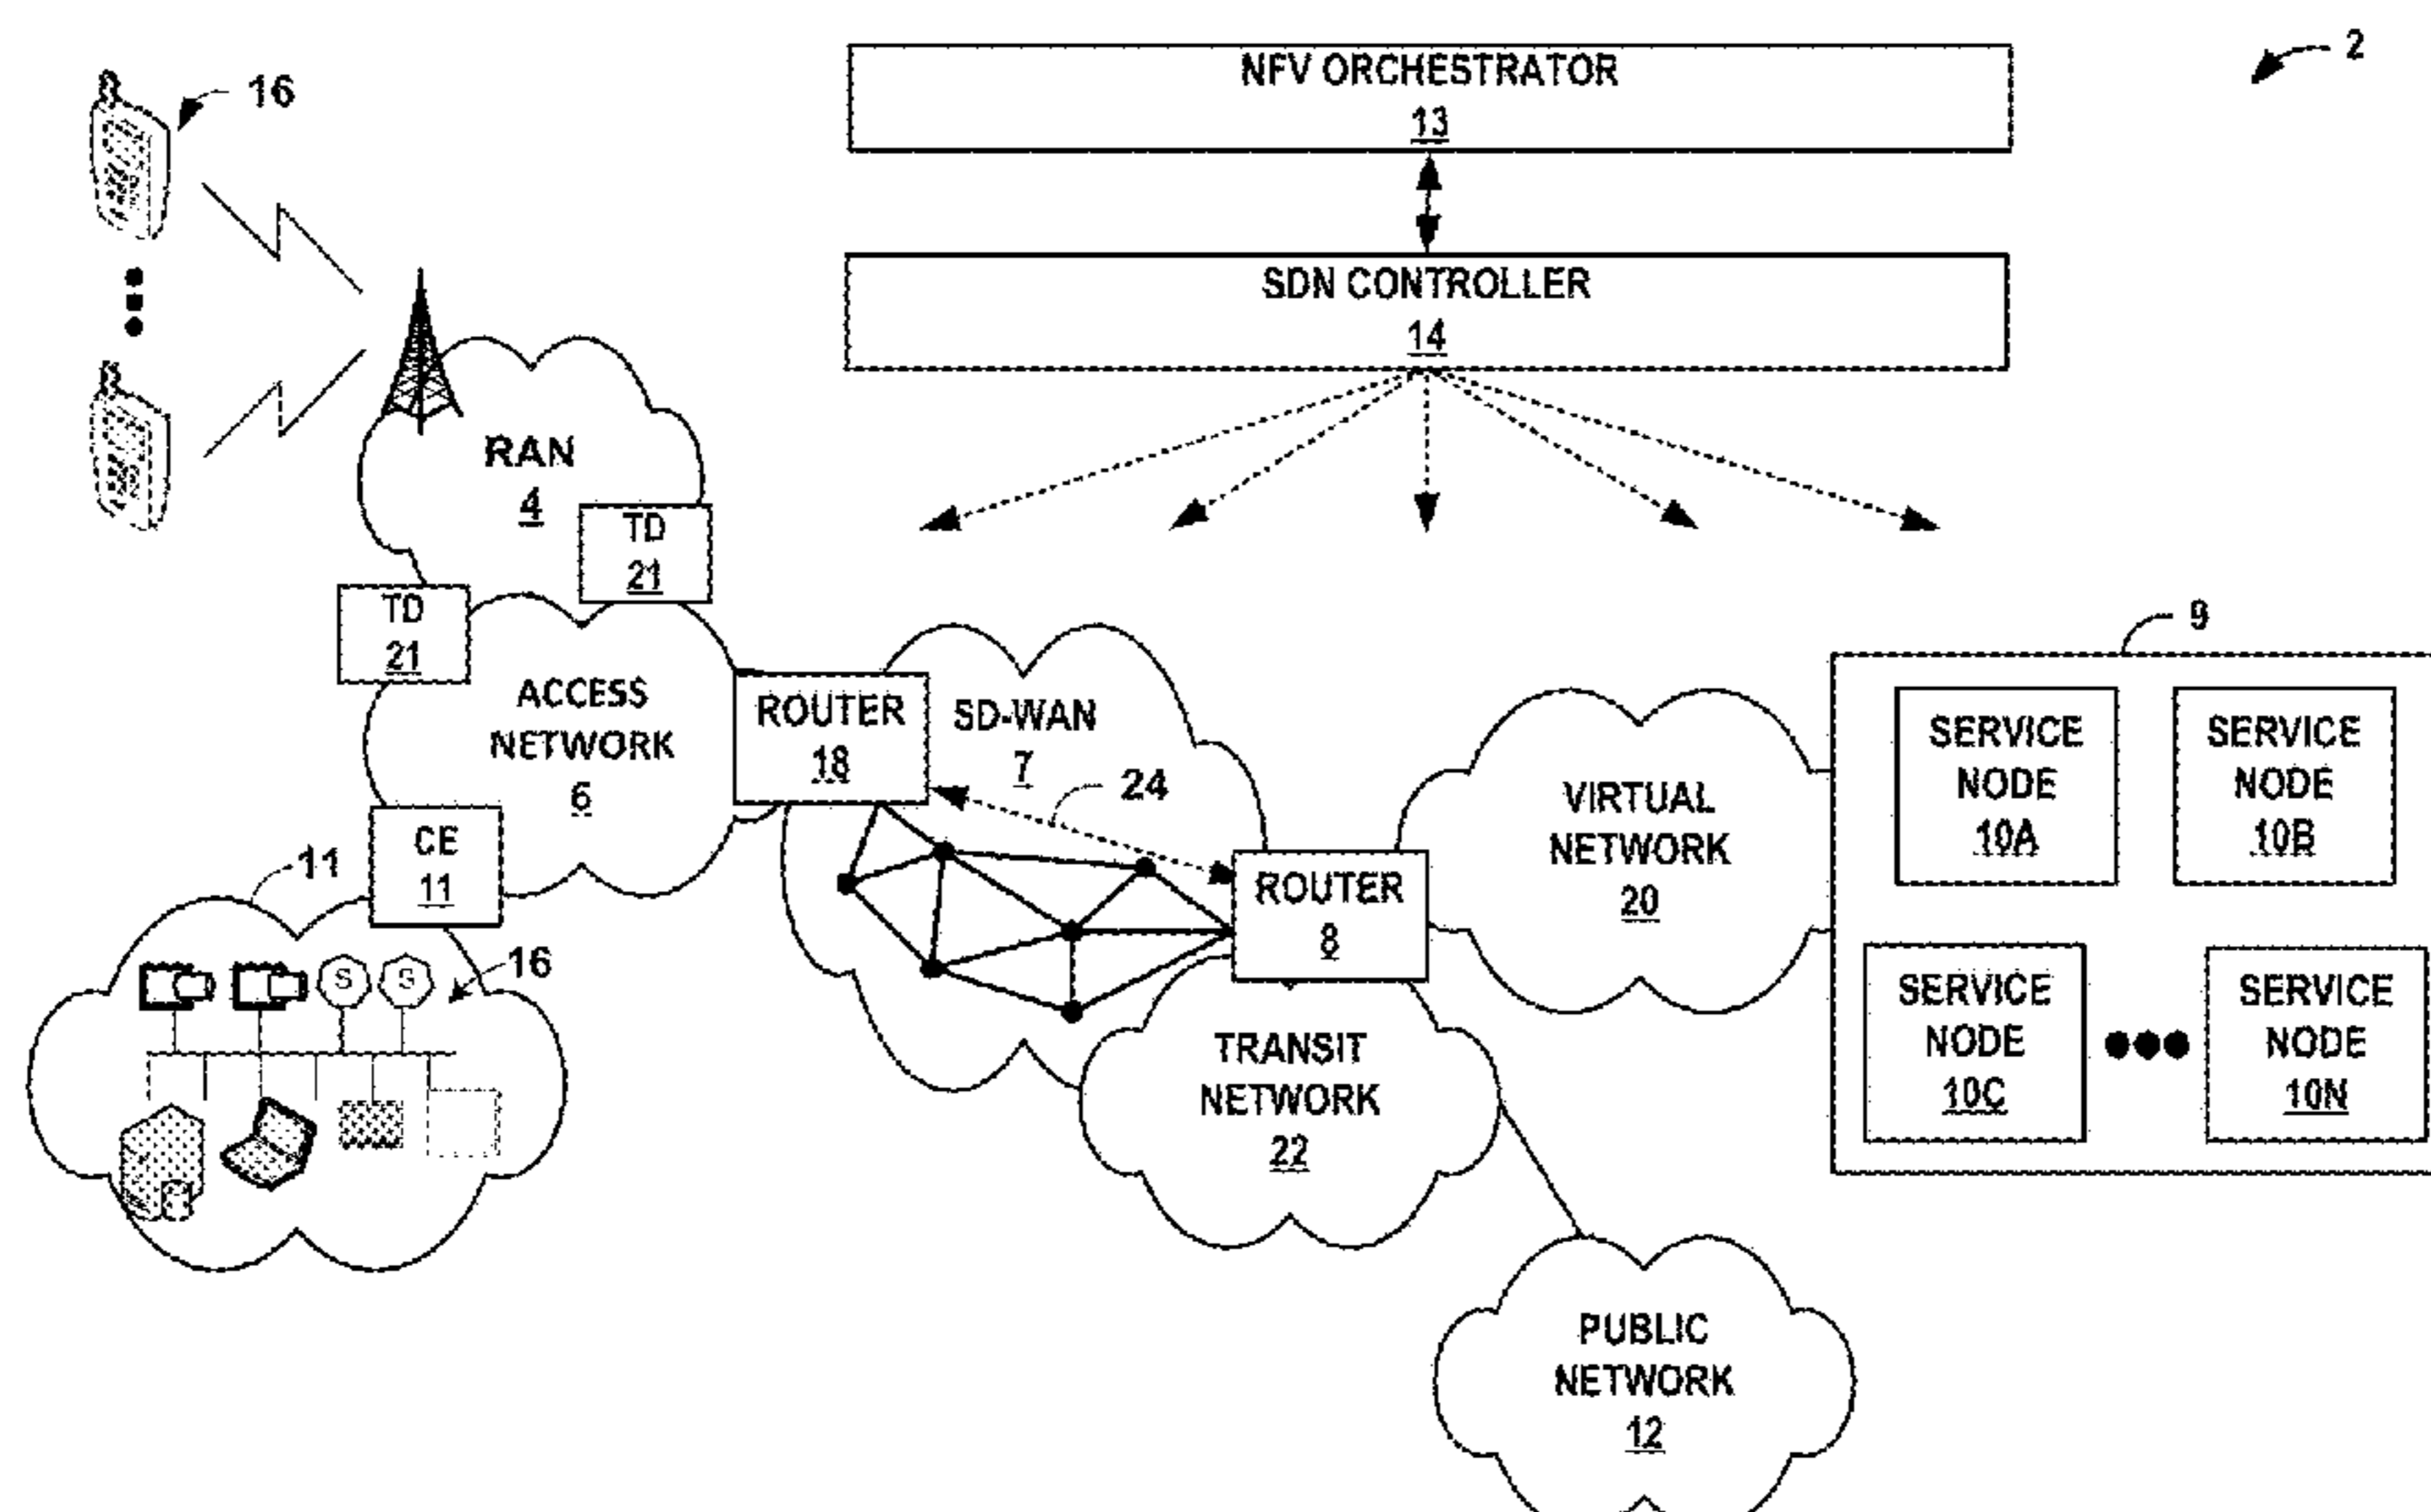 2
NFV ORCHESTRATOR
13
16
SDN CONTROLLER
14
RAN
4
TD
21
TD
21
9
ACCESS
NETWORK
6
ROUTER
18
SD-WAN
7
24
SERVICE
NODE
10A
SERVICE
NODE
10B
VIRTUAL
NETWORK
20
CE
11
11
ROUTER
8
16
S
S
SERVICE
NODE
10C
SERVICE
NODE
10N
TRANSIT
NETWORK
22
PUBLIC
NETWORK
12